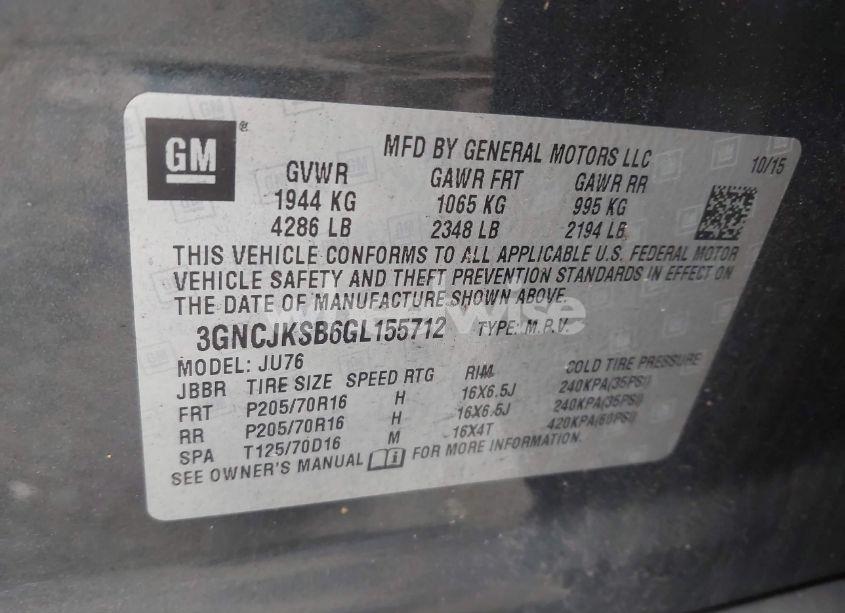 GM ®
MFD BY GENERAL MOTORS LLC 10/15
GVWR GAWR FRT GAWR RR
1944 KG 1065 KG 995 KG
4286 LB 2348 LB 2194 LB
THIS VEHICLE CONFORMS TO ALL APPLICABLE U.S. FEDERAL MOTOR
VEHICLE SAFETY AND THEFT PREVENTION STANDARDS IN EFFECT ON
THE DATE OF MANUFACTURE SHOWN ABOVE.
3GNCJKSB6GL155712 TYPE: M.P.V.
MODEL: JU76
JBBR TIRE SIZE SPEED RTG RIM COLD TIRE PRESSURE
FRT P205/70R16 H 16X6.5J 240KPA(35PSI)
RR P205/70R16 H 16X6.5J 240KPA(35PSI)
SPA T125/70D16 M 16X4T 420KPA(60PSI)
SEE OWNER'S MANUAL i FOR MORE INFORMATION.